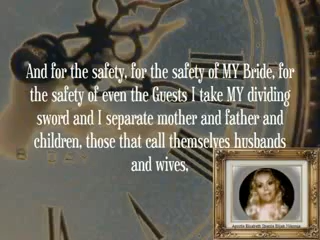 And for the safety, for the safety of MY Bride, for
the safety of even the Guests I take MY dividing
sword and I separate mother and father and
children, those that call themselves husbands
and wives.